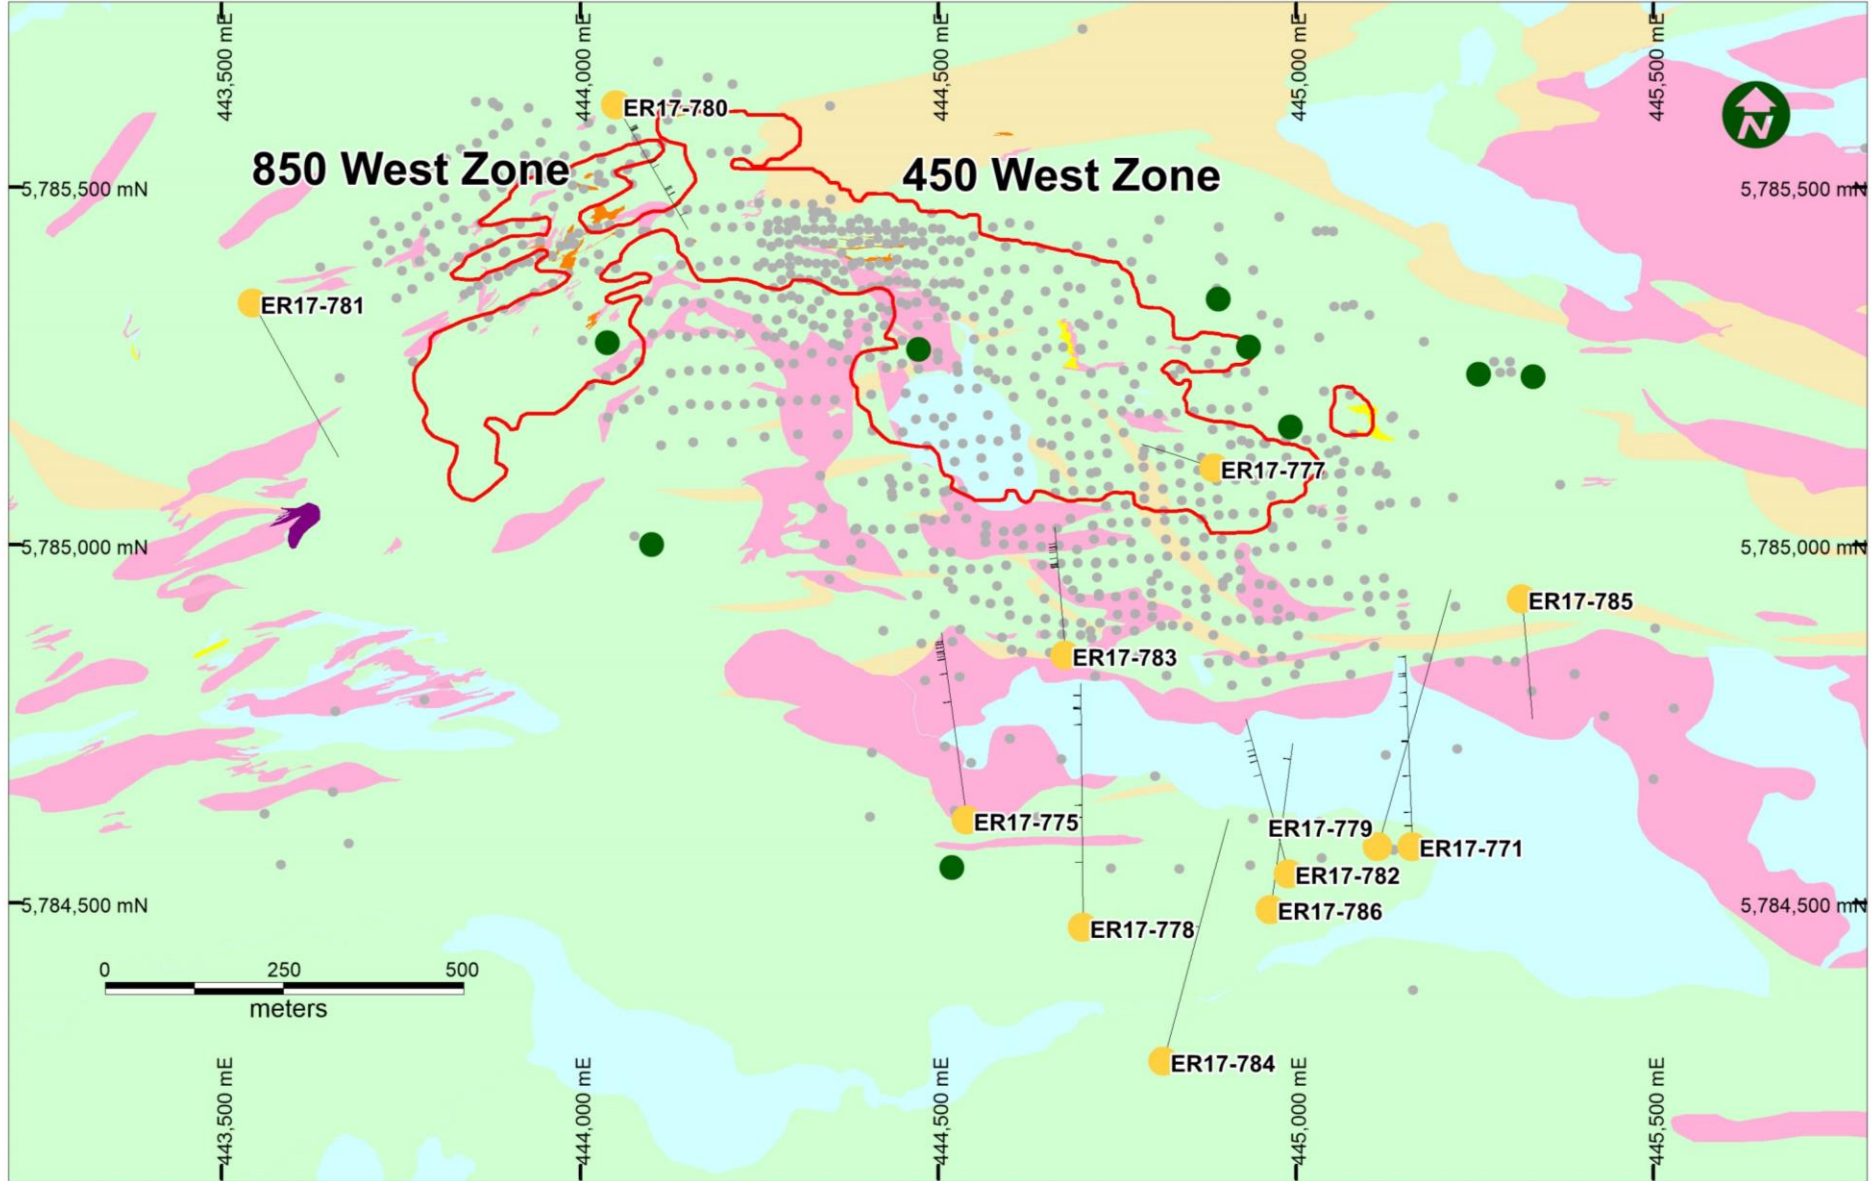 443,500 mE
444,000 mE
444,500 mE
445,000 mE
445,500 mE
ER17-780
N
850 West Zone
450 West Zone
5,785,500 mN
5,785,500 mN
ER17-781
ER17-777
5,785,000 mN
5,785,000 mN
ER17-785
ER17-783
ER17-775
ER17-779
ER17-771
ER17-782
5,784,500 mN
ER17-786
5,784,500 mN
ER17-778
0 250 500
meters
ER17-784
443,500 mE
444,000 mE
444,500 mE
445,000 mE
445,500 mE